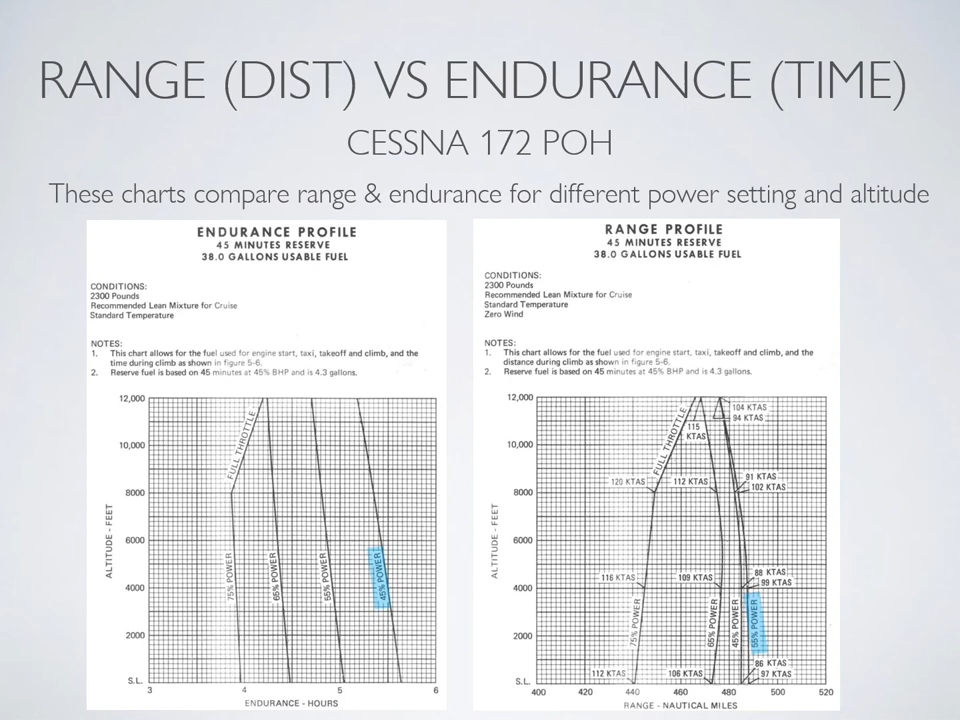 RANGE (DIST) VS ENDURANCE (TIME)
CESSNA 172 POH
These charts compare range & endurance for different power setting and altitude
ENDURANCE PROFILE
45 MINUTES RESERVE
38.0 GALLONS USABLE FUEL
CONDITIONS:
2300 Pounds
Recommended Lean Mixture for Cruise
Standard Temperature
NOTES:
1. This chart allows for the fuel used for engine start, taxi, takeoff and climb, and the
time during climb as shown in figure 5-6.
2. Reserve fuel is based on 45 minutes at 45% BHP and is 4.3 gallons.
12,000
10,000
8000
6000
4000
2000
S.L.
ALTITUDE - FEET
FULL THROTTLE
75% POWER
65% POWER
55% POWER
45% POWER
3 4 5 6
ENDURANCE - HOURS
RANGE PROFILE
45 MINUTES RESERVE
38.0 GALLONS USABLE FUEL
CONDITIONS:
2300 Pounds
Recommended Lean Mixture for Cruise
Standard Temperature
Zero Wind
NOTES:
1. This chart allows for the fuel used for engine start, taxi, takeoff and climb, and the
distance during climb as shown in figure 5-6.
2. Reserve fuel is based on 45 minutes at 45% BHP and is 4.3 gallons.
12,000
10,000
8000
6000
4000
2000
S.L.
ALTITUDE - FEET
FULL THROTTLE
104 KTAS
94 KTAS
115
KTAS
120 KTAS
112 KTAS
91 KTAS
102 KTAS
116 KTAS
109 KTAS
88 KTAS
99 KTAS
75% POWER
65% POWER
45% POWER
55% POWER
112 KTAS
106 KTAS
86 KTAS
97 KTAS
400 420 440 460 480 500 520
RANGE - NAUTICAL MILES